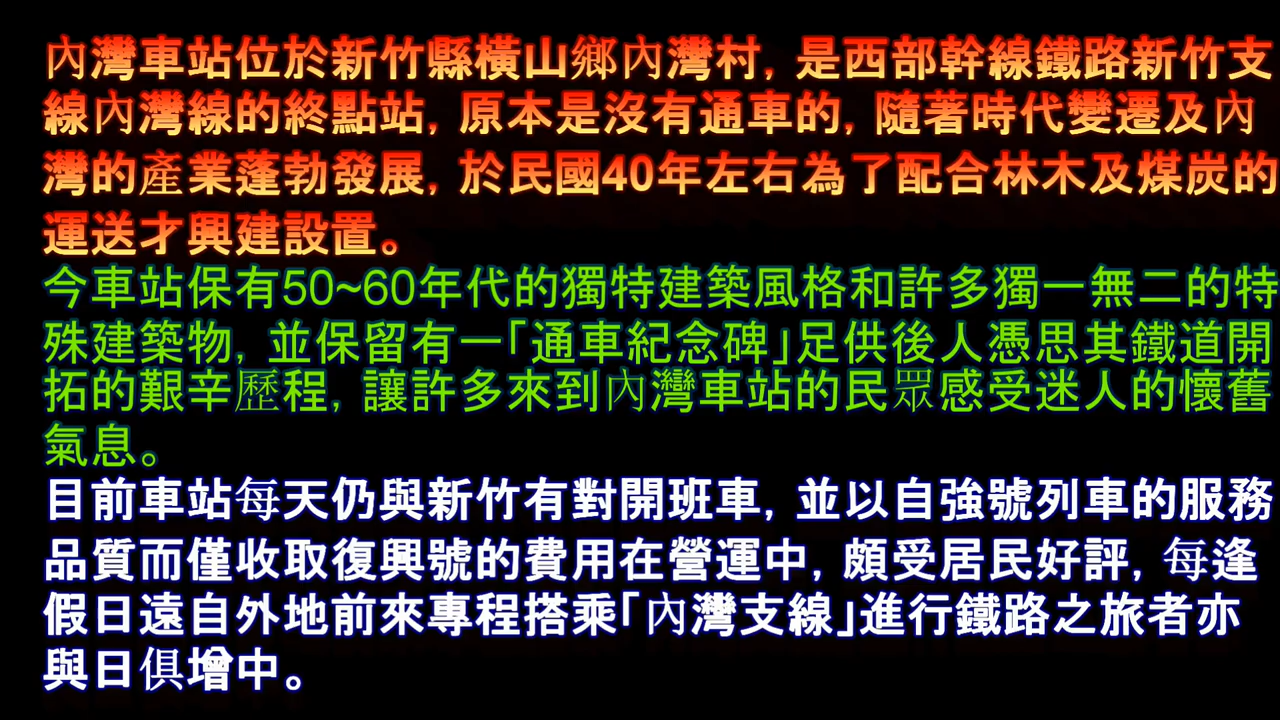 內灣車站位於新竹縣橫山鄉內灣村，是西部幹線鐵路新竹支
線內灣線的終點站，原本是沒有通車的，隨著時代變遷及內
灣的產業蓬勃發展，於民國40年左右為了配合林木及煤炭的
運送才興建設置。
今車站保有50~60年代的獨特建築風格和許多獨一無二的特
殊建築物，並保留有一「通車紀念碑」足供後人憑思其鐵道開
拓的艱辛歷程，讓許多來到內灣車站的民眾感受迷人的懷舊
氣息。
目前車站每天仍與新竹有對開班車，並以自強號列車的服務
品質而僅收取復興號的費用在營運中，頗受居民好評，每逢
假日遠自外地前來專程搭乘「內灣支線」進行鐵路之旅者亦
與日俱增中。